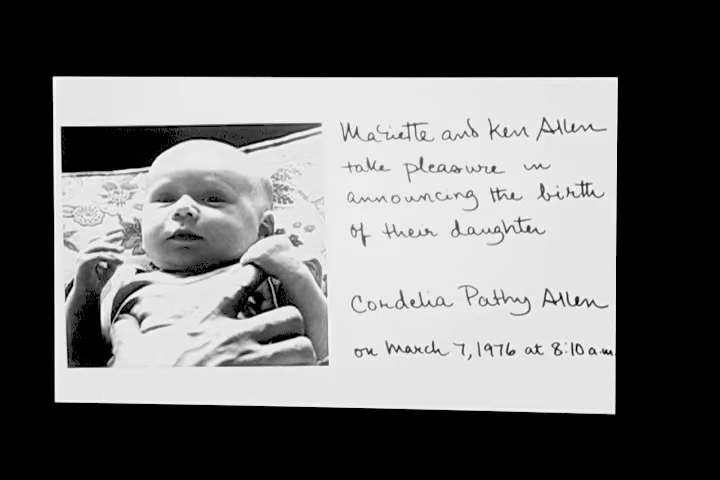 Mariette and Ken Allen
take pleasure in
announcing the birth
of their daughter
Cordelia Pathy Allen
on March 7, 1976 at 8:10 a.m.